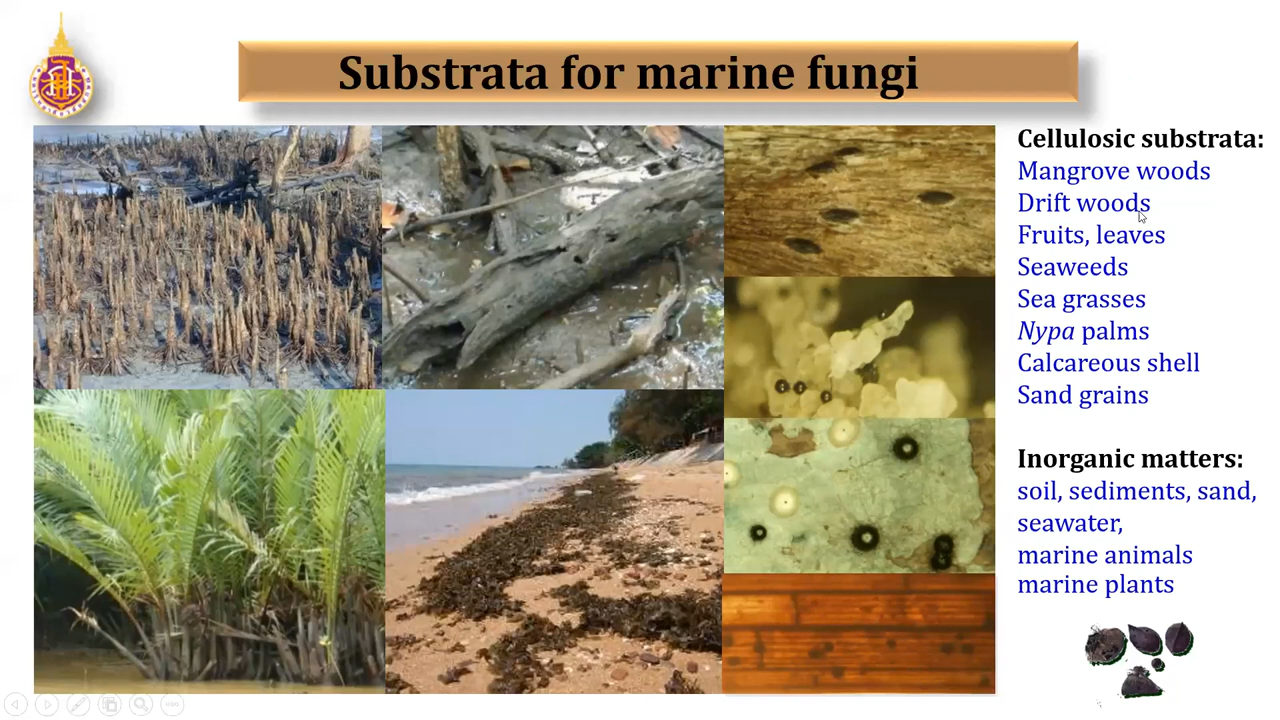 Substrata for marine fungi
Cellulosic substrata:
Mangrove woods
Drift woods
Fruits, leaves
Seaweeds
Sea grasses
Nypa palms
Calcareous shell
Sand grains
Inorganic matters:
soil, sediments, sand,
seawater,
marine animals
marine plants